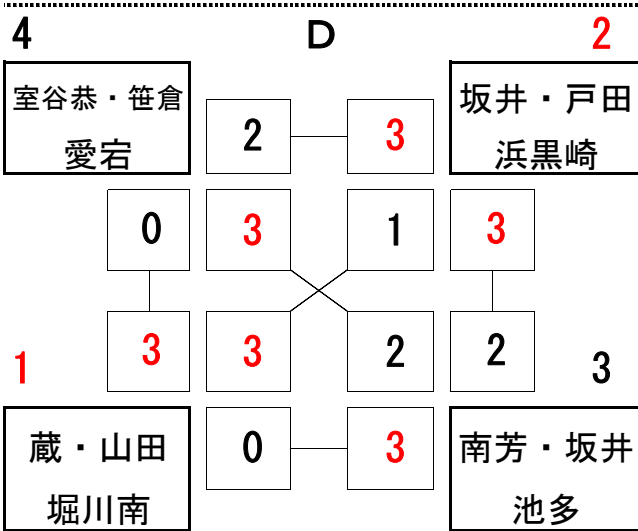 4 D 2
室谷恭・笹倉
愛宕
坂井・戸田
浜黒崎
2 3
0 3 1 3
3 3 2 2
1 3
蔵・山田
堀川南
0 3
南芳・坂井
池多